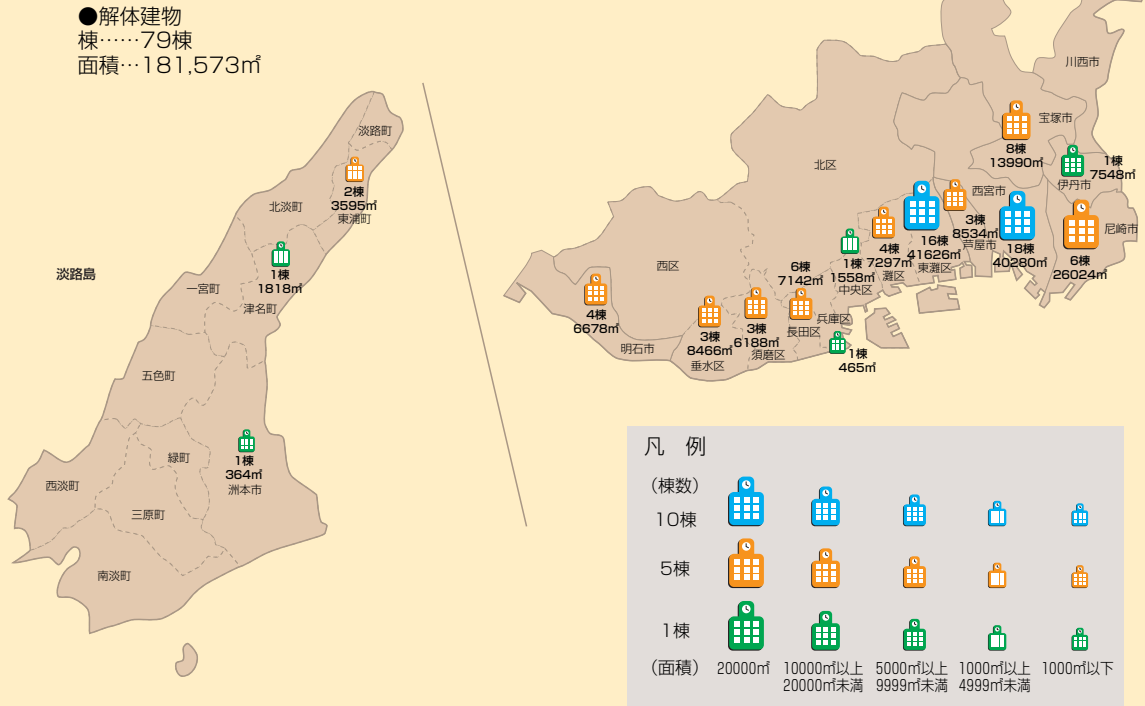 ●解体建物
棟……79棟
面積…181,573㎡
淡路島
淡路町
2棟
3595㎡
東浦町
北淡町
1棟
1818㎡
一宮町
津名町
五色町
緑町
1棟
364㎡
洲本市
西淡町
三原町
南淡町
川西市
宝塚市
8棟
13990㎡
1棟
7548㎡
伊丹市
北区
西宮市
尼崎市
3棟
8534㎡
芦屋市
18棟
40280㎡
6棟
26024㎡
16棟
41626㎡
東灘区
4棟
7297㎡
灘区
1棟
1558㎡
中央区
西区
6棟
7142㎡
兵庫区
長田区
1棟
465㎡
3棟
6188㎡
須磨区
3棟
8466㎡
垂水区
4棟
6678㎡
明石市
凡　例
（棟数）
10棟
5棟
1棟
（面積）
20000㎡
10000㎡以上
20000㎡未満
5000㎡以上
9999㎡未満
1000㎡以上
4999㎡未満
1000㎡以下